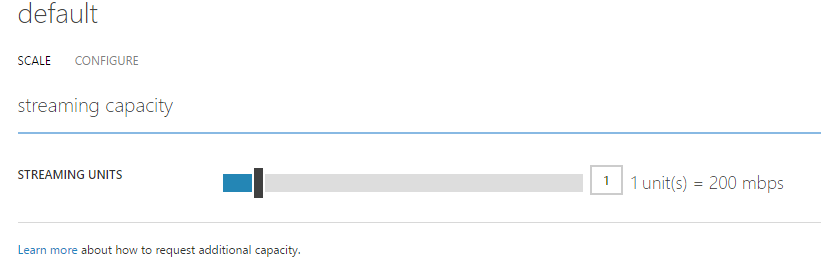 default
SCALE CONFIGURE
streaming capacity
STREAMING UNITS 1 1 unit(s) = 200 mbps
Learn more about how to request additional capacity.